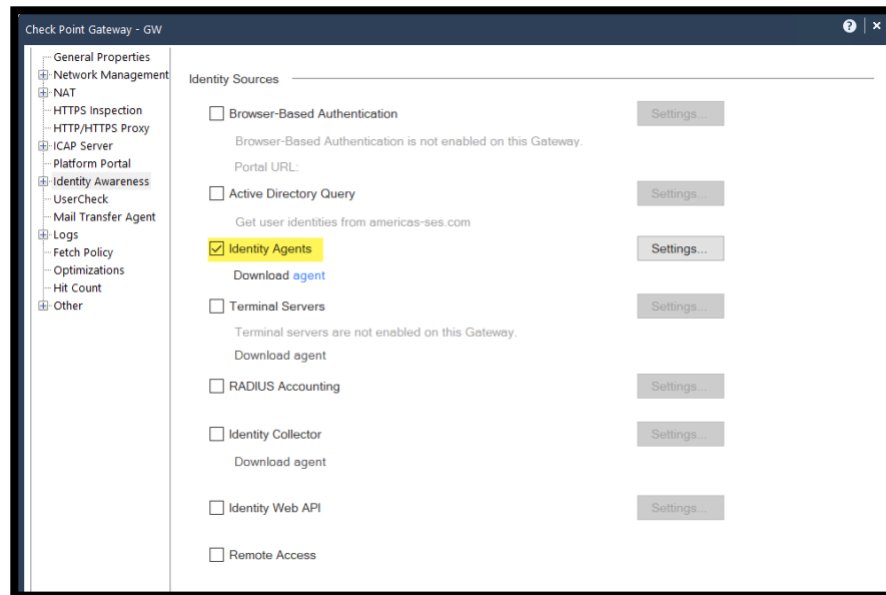 Check Point Gateway - GW
? | ×
General Properties
Network Management
NAT
HTTPS Inspection
HTTP/HTTPS Proxy
ICAP Server
Platform Portal
Identity Awareness
UserCheck
Mail Transfer Agent
Logs
Fetch Policy
Optimizations
Hit Count
Other
Identity Sources
Browser-Based Authentication Settings...
Browser-Based Authentication is not enabled on this Gateway.
Portal URL:
Active Directory Query Settings...
Get user identities from americas-ses.com
Identity Agents Settings...
Download agent
Terminal Servers Settings...
Terminal servers are not enabled on this Gateway.
Download agent
RADIUS Accounting Settings...
Identity Collector Settings...
Download agent
Identity Web API Settings...
Remote Access